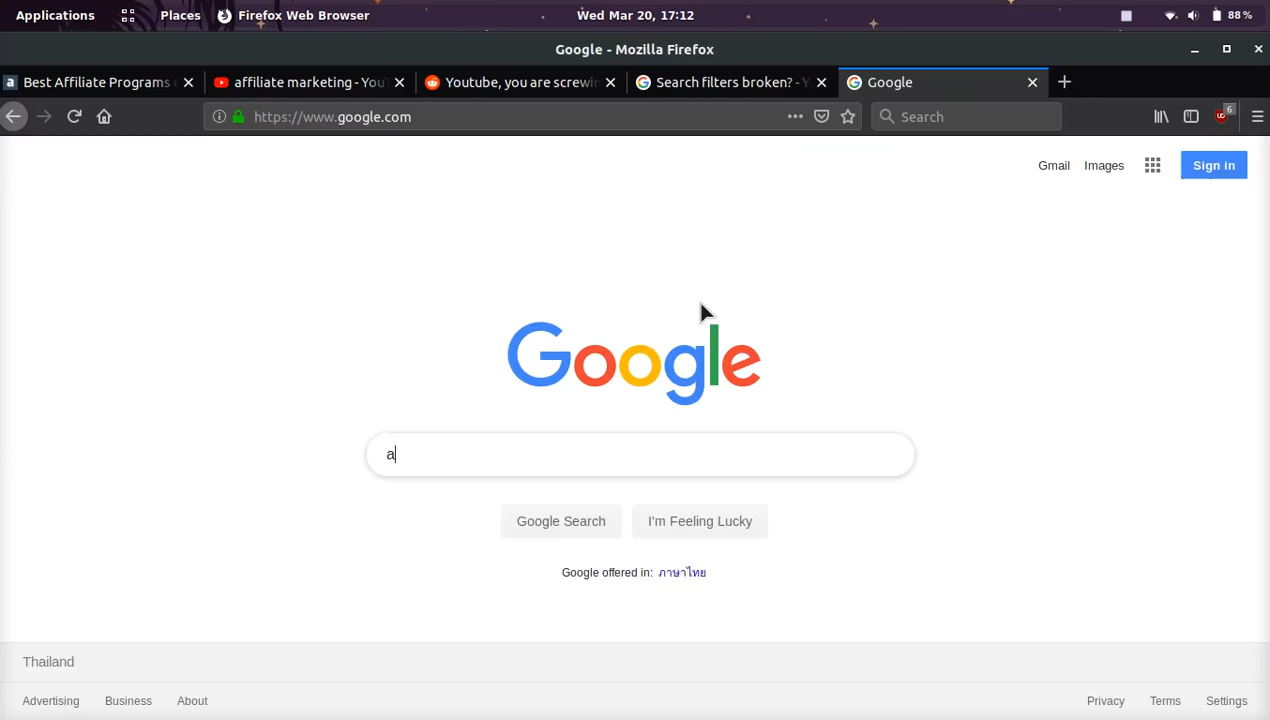 Applications Places Firefox Web Browser Wed Mar 20, 17:12 88 %
Google - Mozilla Firefox
Best Affiliate Programs affiliate marketing - You Youtube, you are screwin Search filters broken? - Y Google
https://www.google.com Search 6
Gmail Images Sign in
Google
a
Google Search I'm Feeling Lucky
Google offered in: ภาษาไทย
Thailand
Advertising Business About Privacy Terms Settings